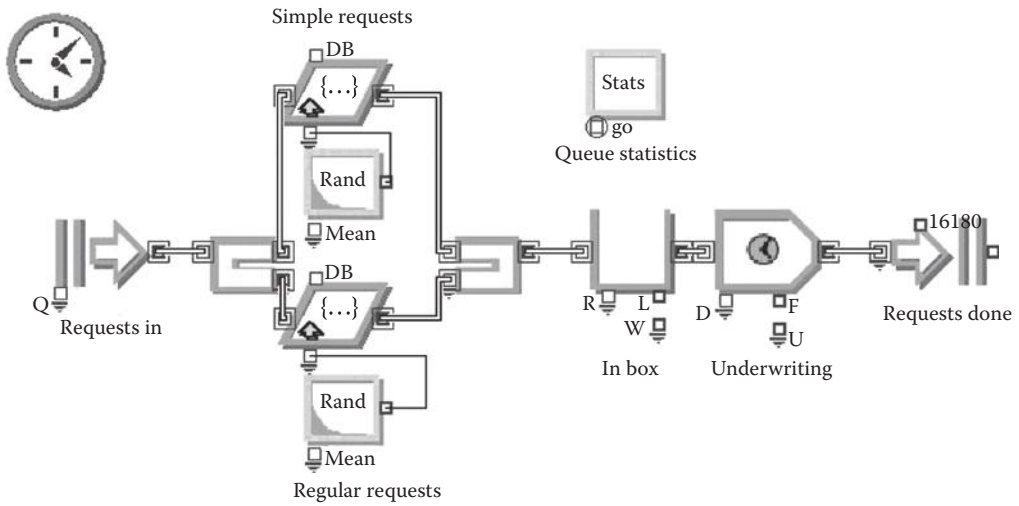 Simple requests
DB
{...}
Rand
Mean
Stats
go
Queue statistics
Q
Requests in
DB
{...}
Rand
Mean
Regular requests
R
L
W
In box
D
F
U
Underwriting
16180
Requests done